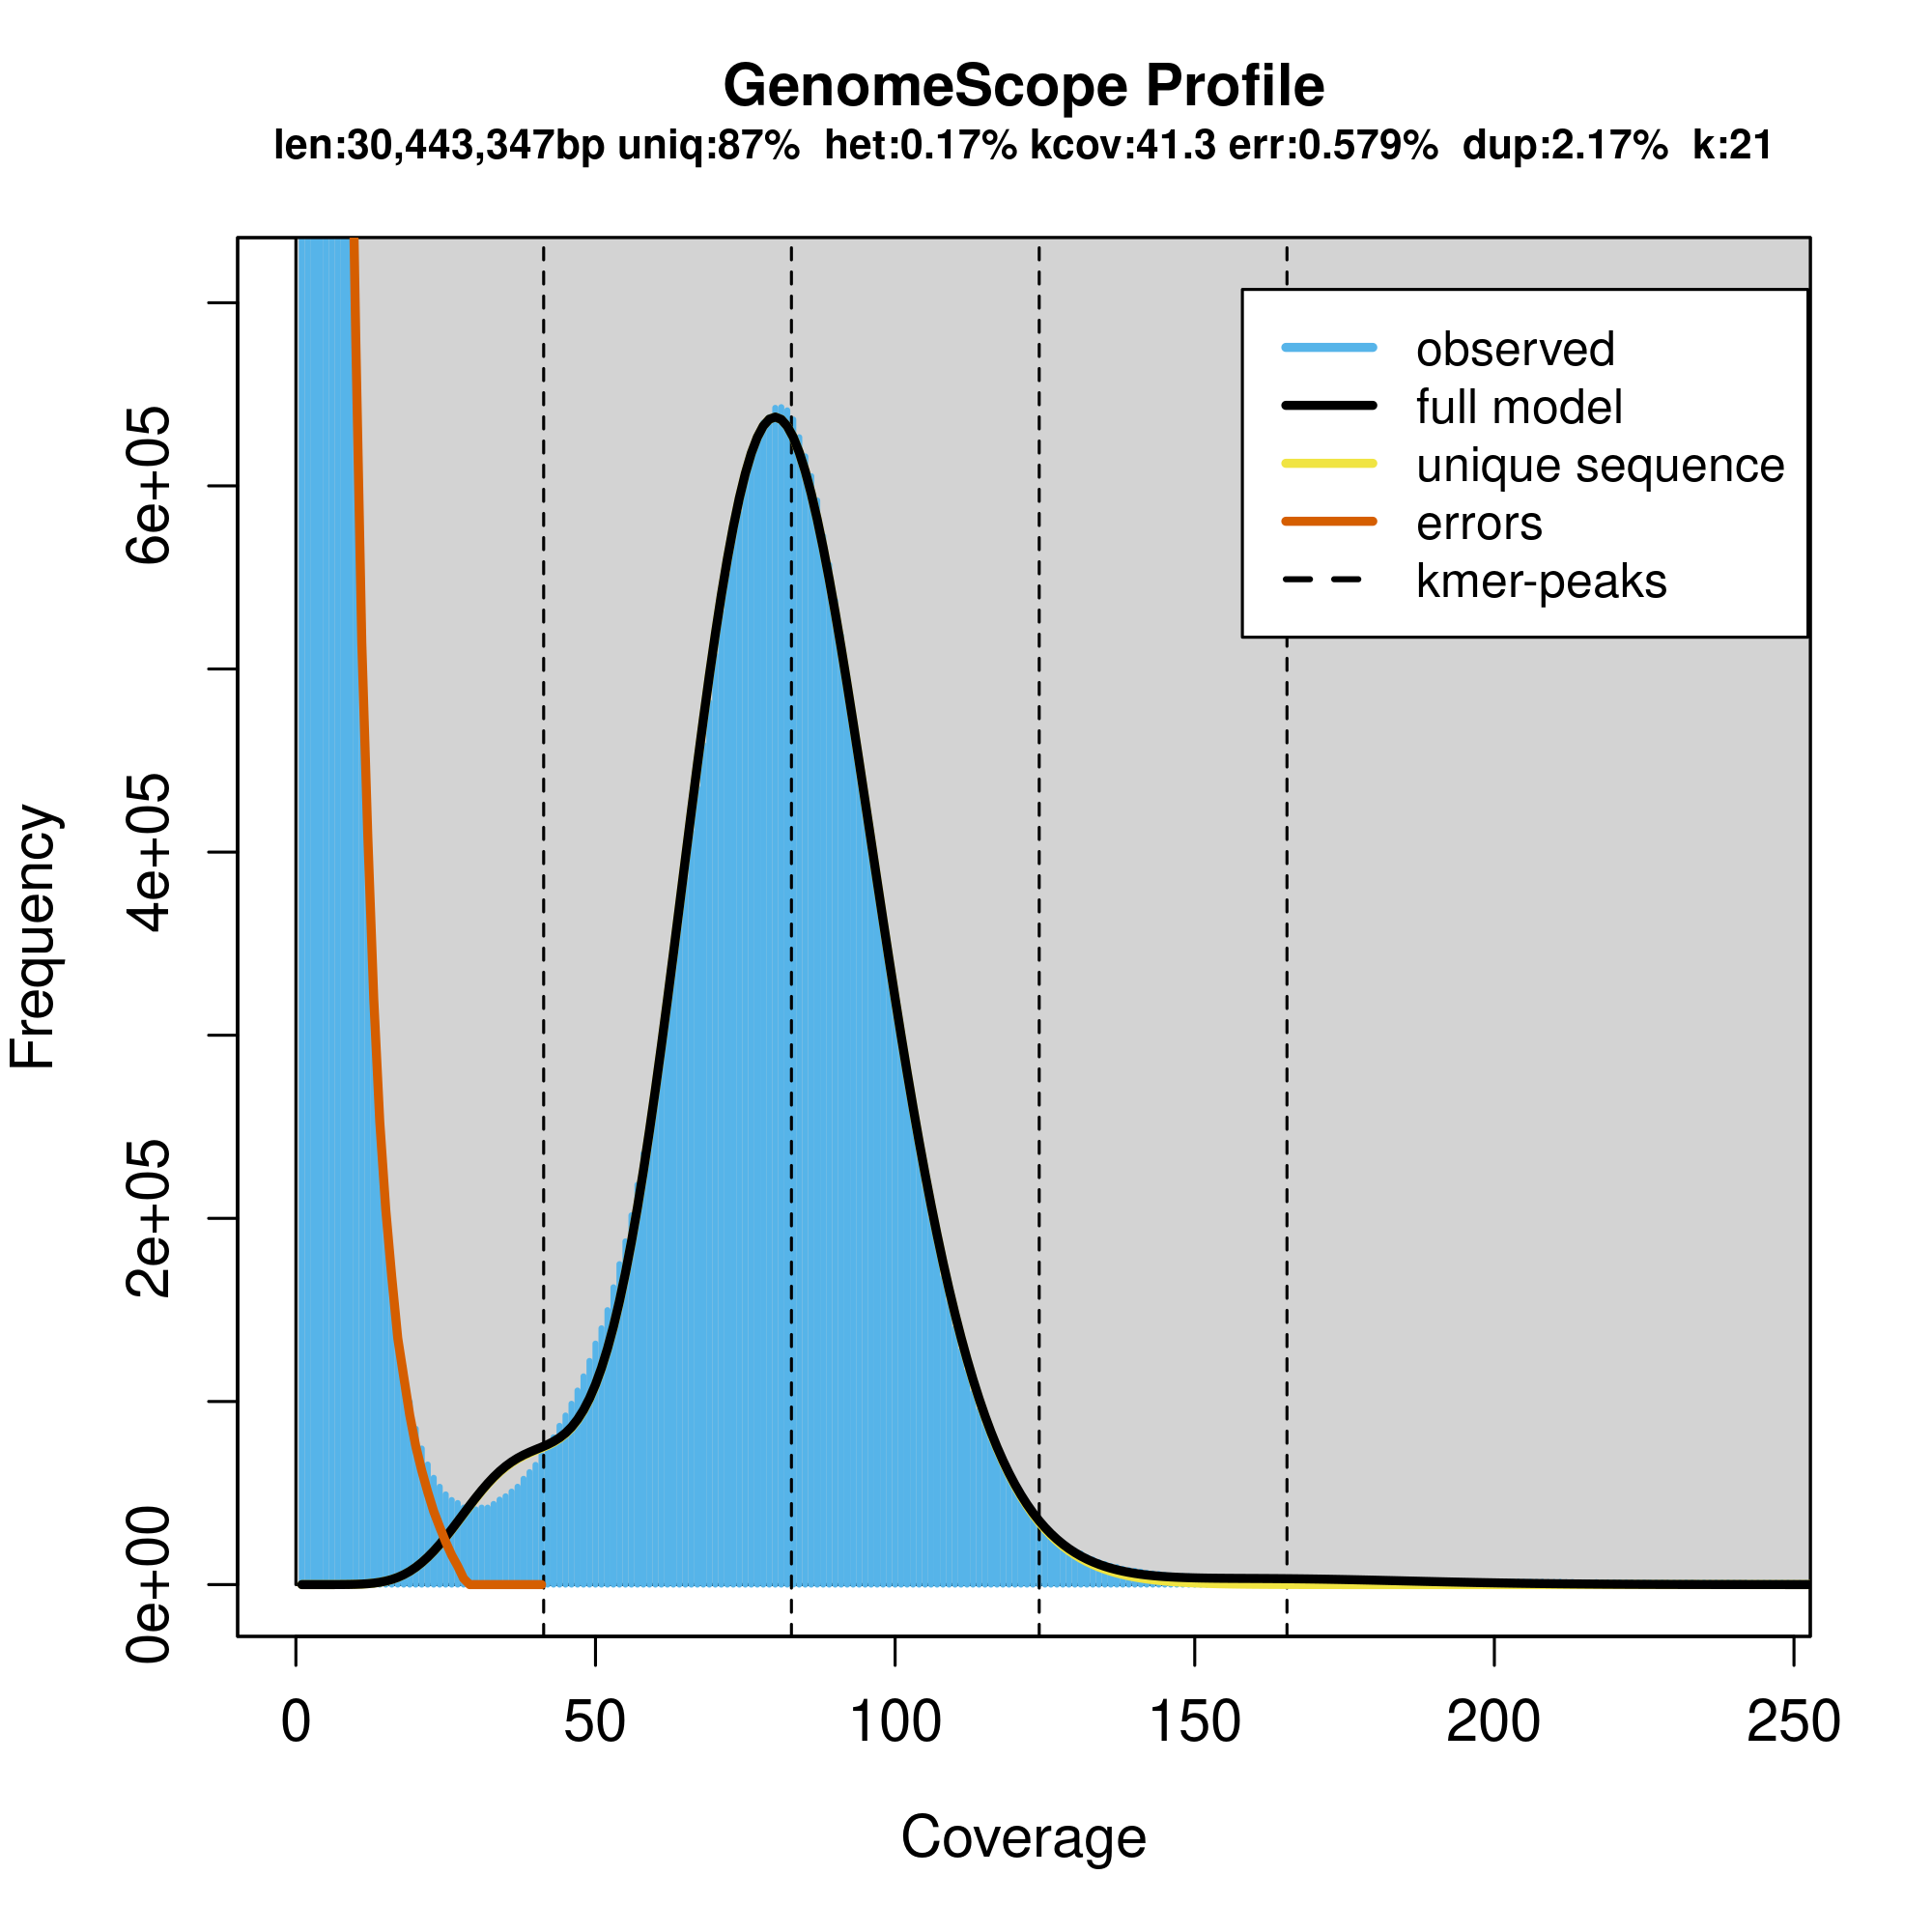 GenomeScope Profile
len:30,443,347bp uniq:87% het:0.17% kcov:41.3 err:0.579% dup:2.17% k:21
observed
full model
unique sequence
errors
kmer-peaks
Frequency
6e+05
4e+05
2e+05
0e+00
0 50 100 150 200 250
Coverage